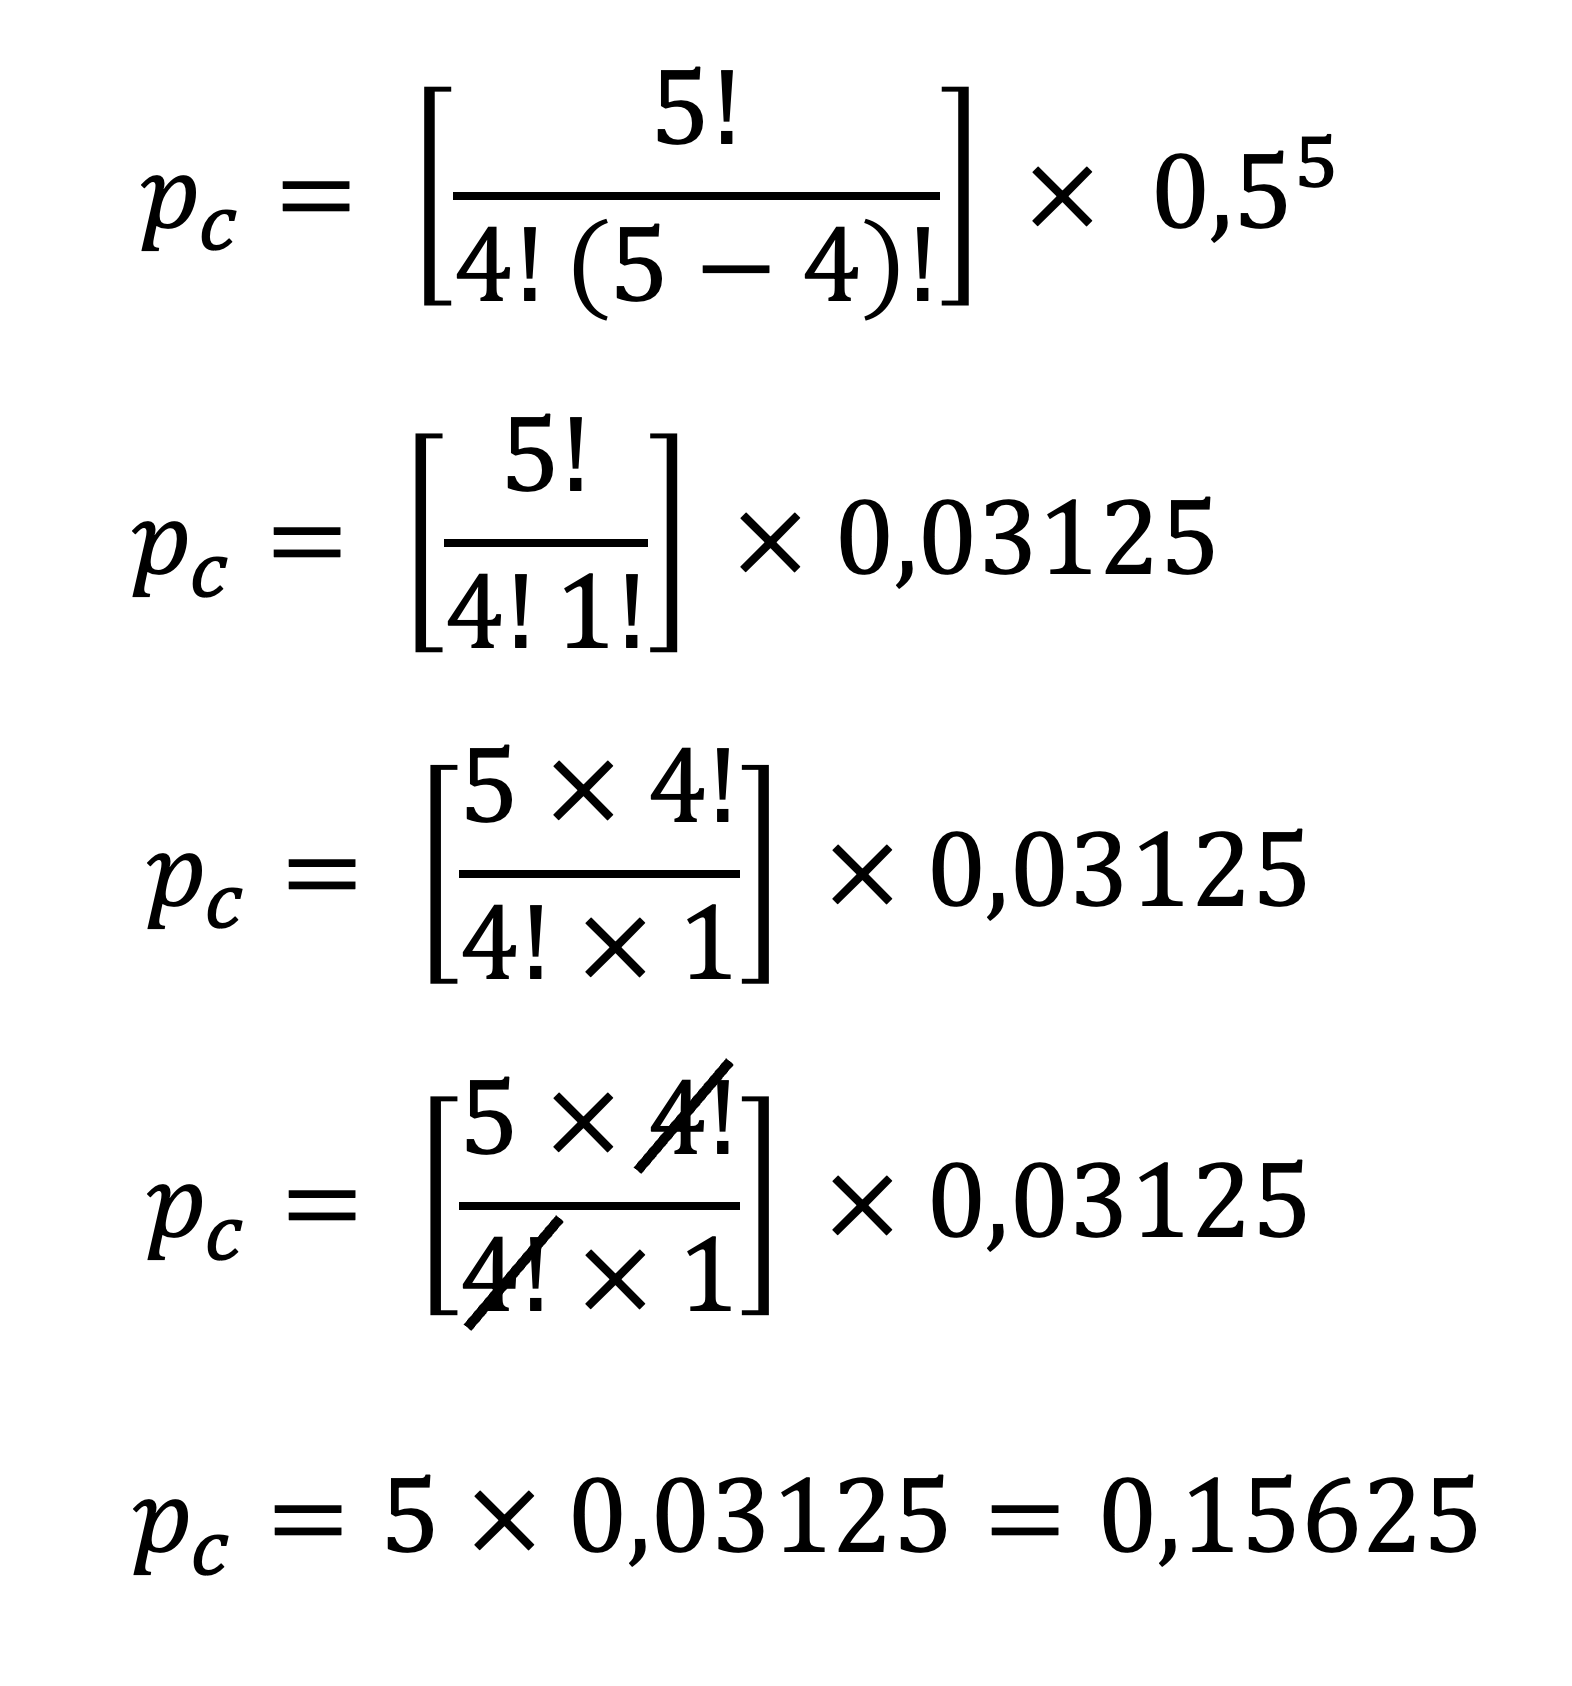 p_c = [5! / 4! (5 − 4)!] × 0,5^5
p_c = [5! / 4! 1!] × 0,03125
p_c = [5 × 4! / 4! × 1] × 0,03125
p_c = [5 × 4! / 4! × 1] × 0,03125
p_c = 5 × 0,03125 = 0,15625